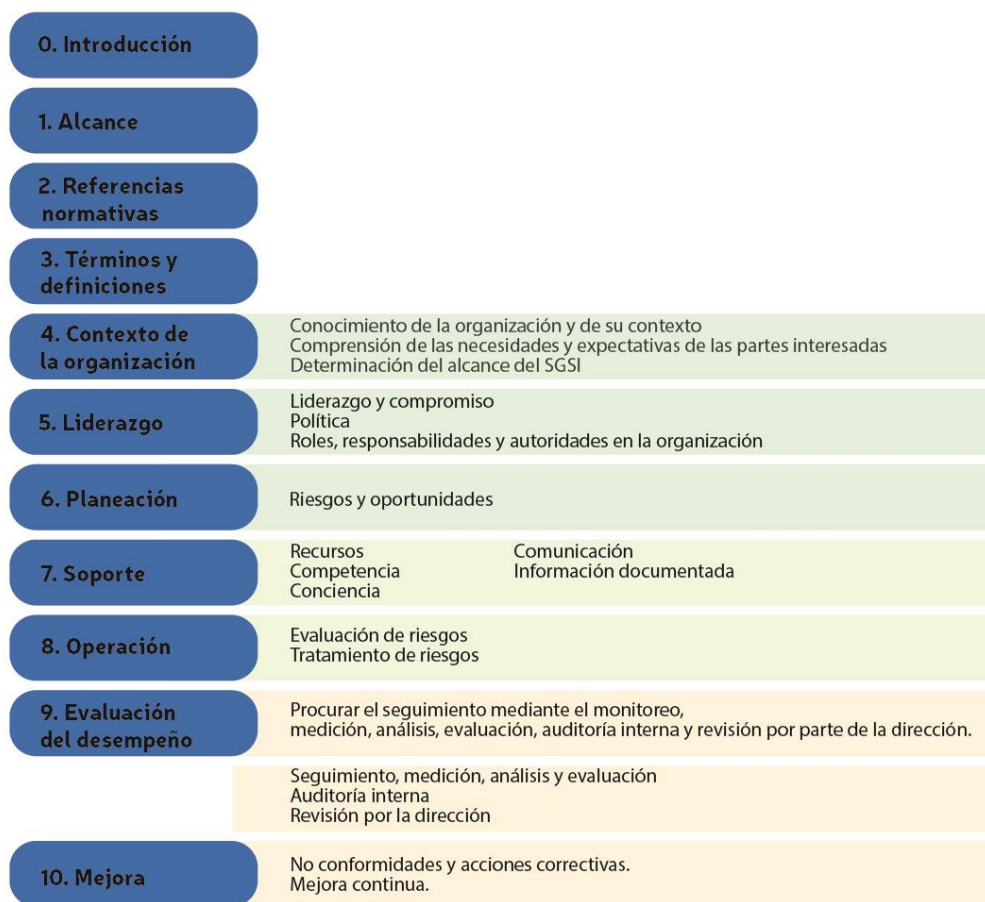 0. Introducción
1. Alcance
2. Referencias
normativas
3. Términos y
definiciones
4. Contexto de
la organización
Conocimiento de la organización y de su contexto
Comprensión de las necesidades y expectativas de las partes interesadas
Determinación del alcance del SGSI
5. Liderazgo
Liderazgo y compromiso
Política
Roles, responsabilidades y autoridades en la organización
6. Planeación
Riesgos y oportunidades
7. Soporte
Recursos
Competencia
Conciencia
Comunicación
Información documentada
8. Operación
Evaluación de riesgos
Tratamiento de riesgos
9. Evaluación
del desempeño
Procurar el seguimiento mediante el monitoreo,
medición, análisis, evaluación, auditoría interna y revisión por parte de la dirección.
Seguimiento, medición, análisis y evaluación
Auditoría interna
Revisión por la dirección
10. Mejora
No conformidades y acciones correctivas.
Mejora continua.